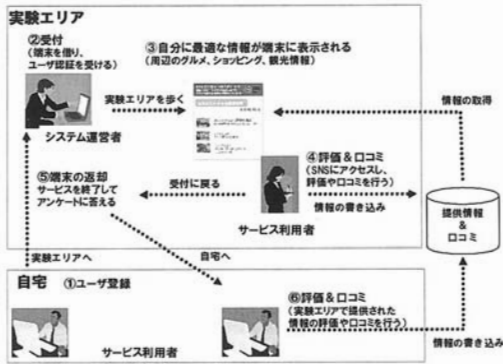 実験エリア
②受付
(端末を借り、
ユーザ認証を受ける)
③自分に最適な情報が端末に表示される
(周辺のグルメ、ショッピング、観光情報)
情報の取得
実験エリアを歩く
システム運営者
④評価＆口コミ
(SNSにアクセスし、
評価や口コミを行う)
⑤端末の返却
サービスを終了して
アンケートに答える
受付に戻る
情報の書き込み
サービス利用者
提供情報
＆
口コミ
実験エリアへ
自宅へ
自宅
①ユーザ登録
⑥評価＆口コミ
(実験エリアで提供された
情報の評価や口コミを行う)
サービス利用者
情報の書き込み